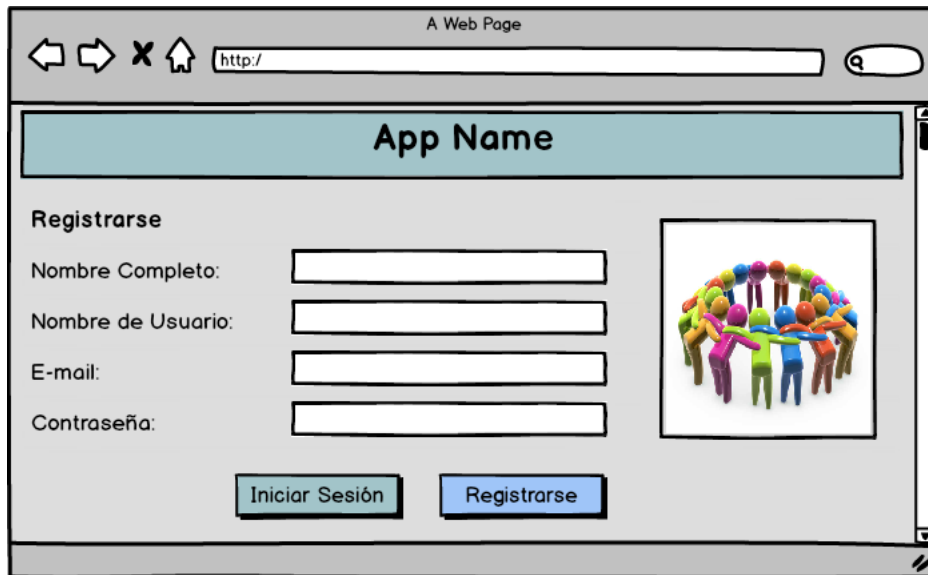 A Web Page
http:/
App Name
Registrarse
Nombre Completo:
Nombre de Usuario:
E-mail:
Contraseña:
Iniciar Sesión
Registrarse